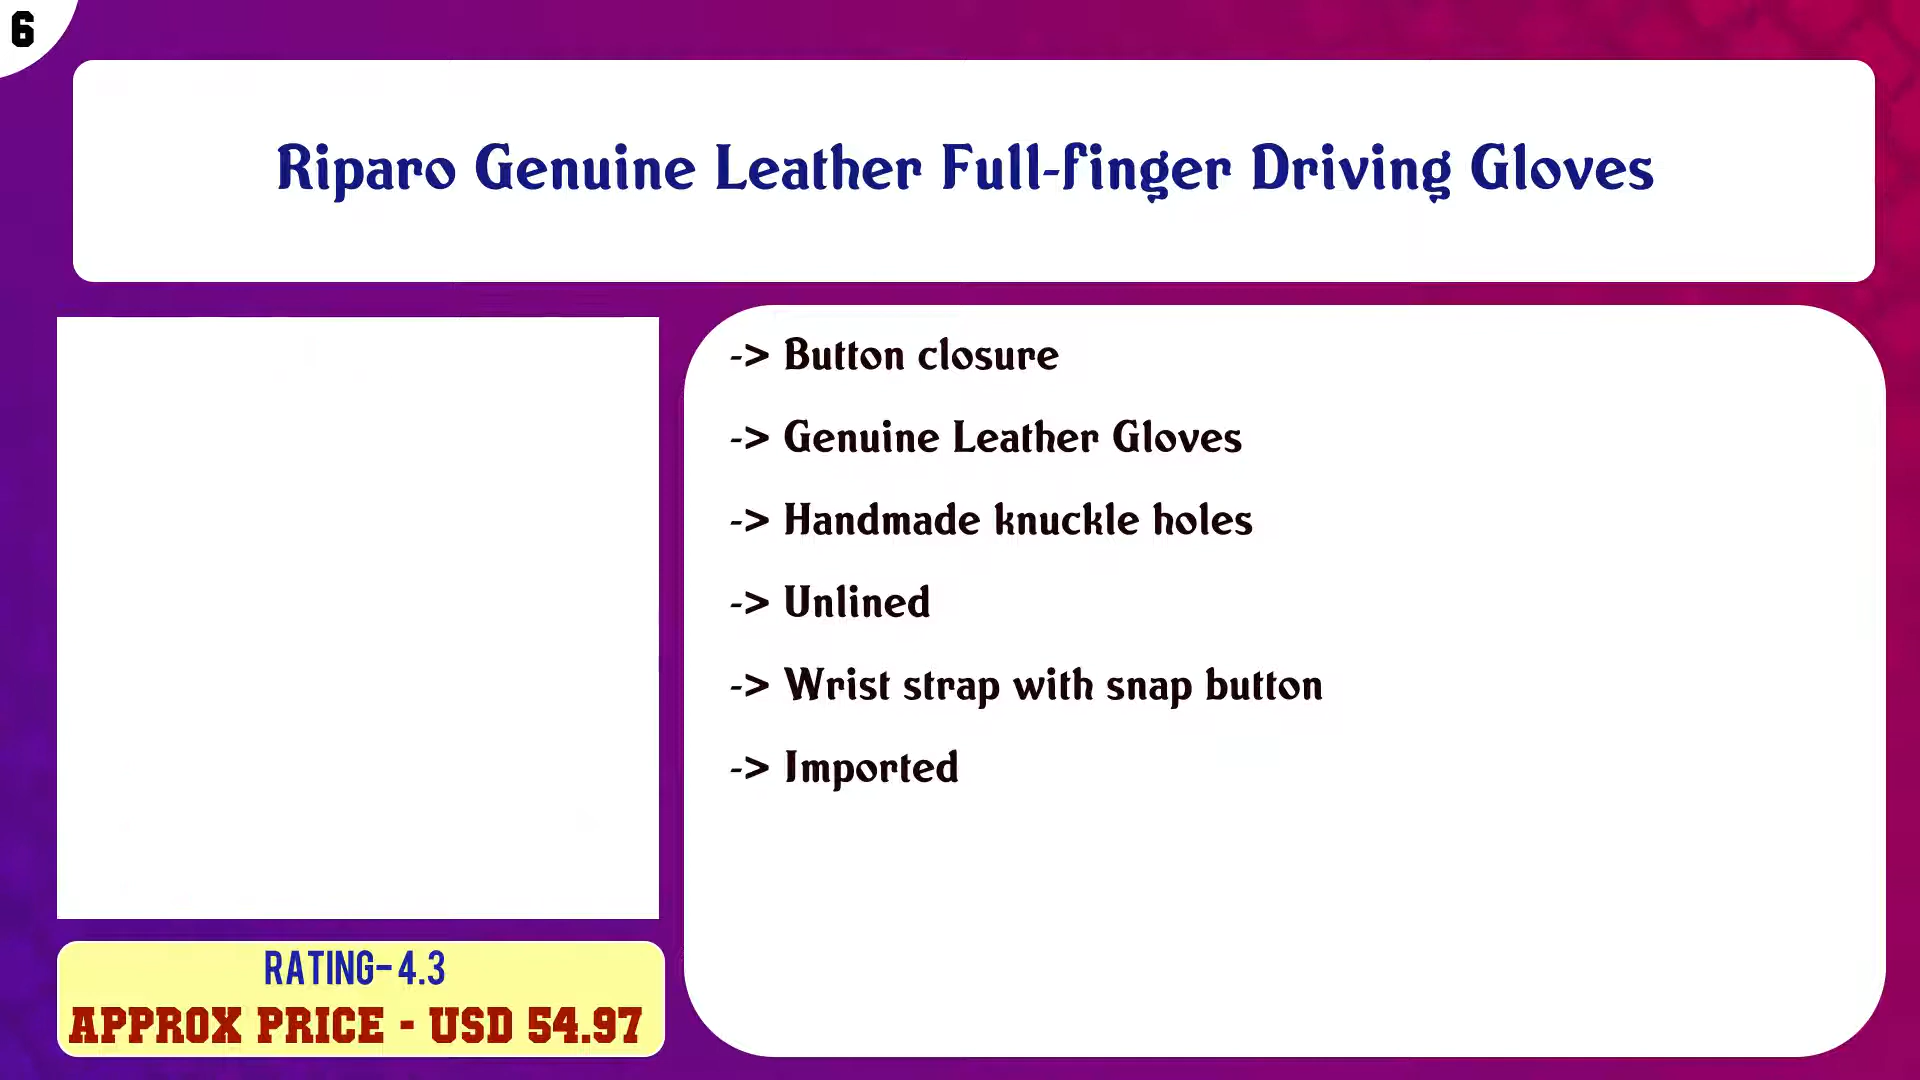 6
Riparo Genuine Leather Full-finger Driving Gloves
-> Button closure
-> Genuine Leather Gloves
-> Handmade knuckle holes
-> Unlined
-> Wrist strap with snap button
-> Imported
RATING- 4.3
APPROX PRICE - USD 54.97